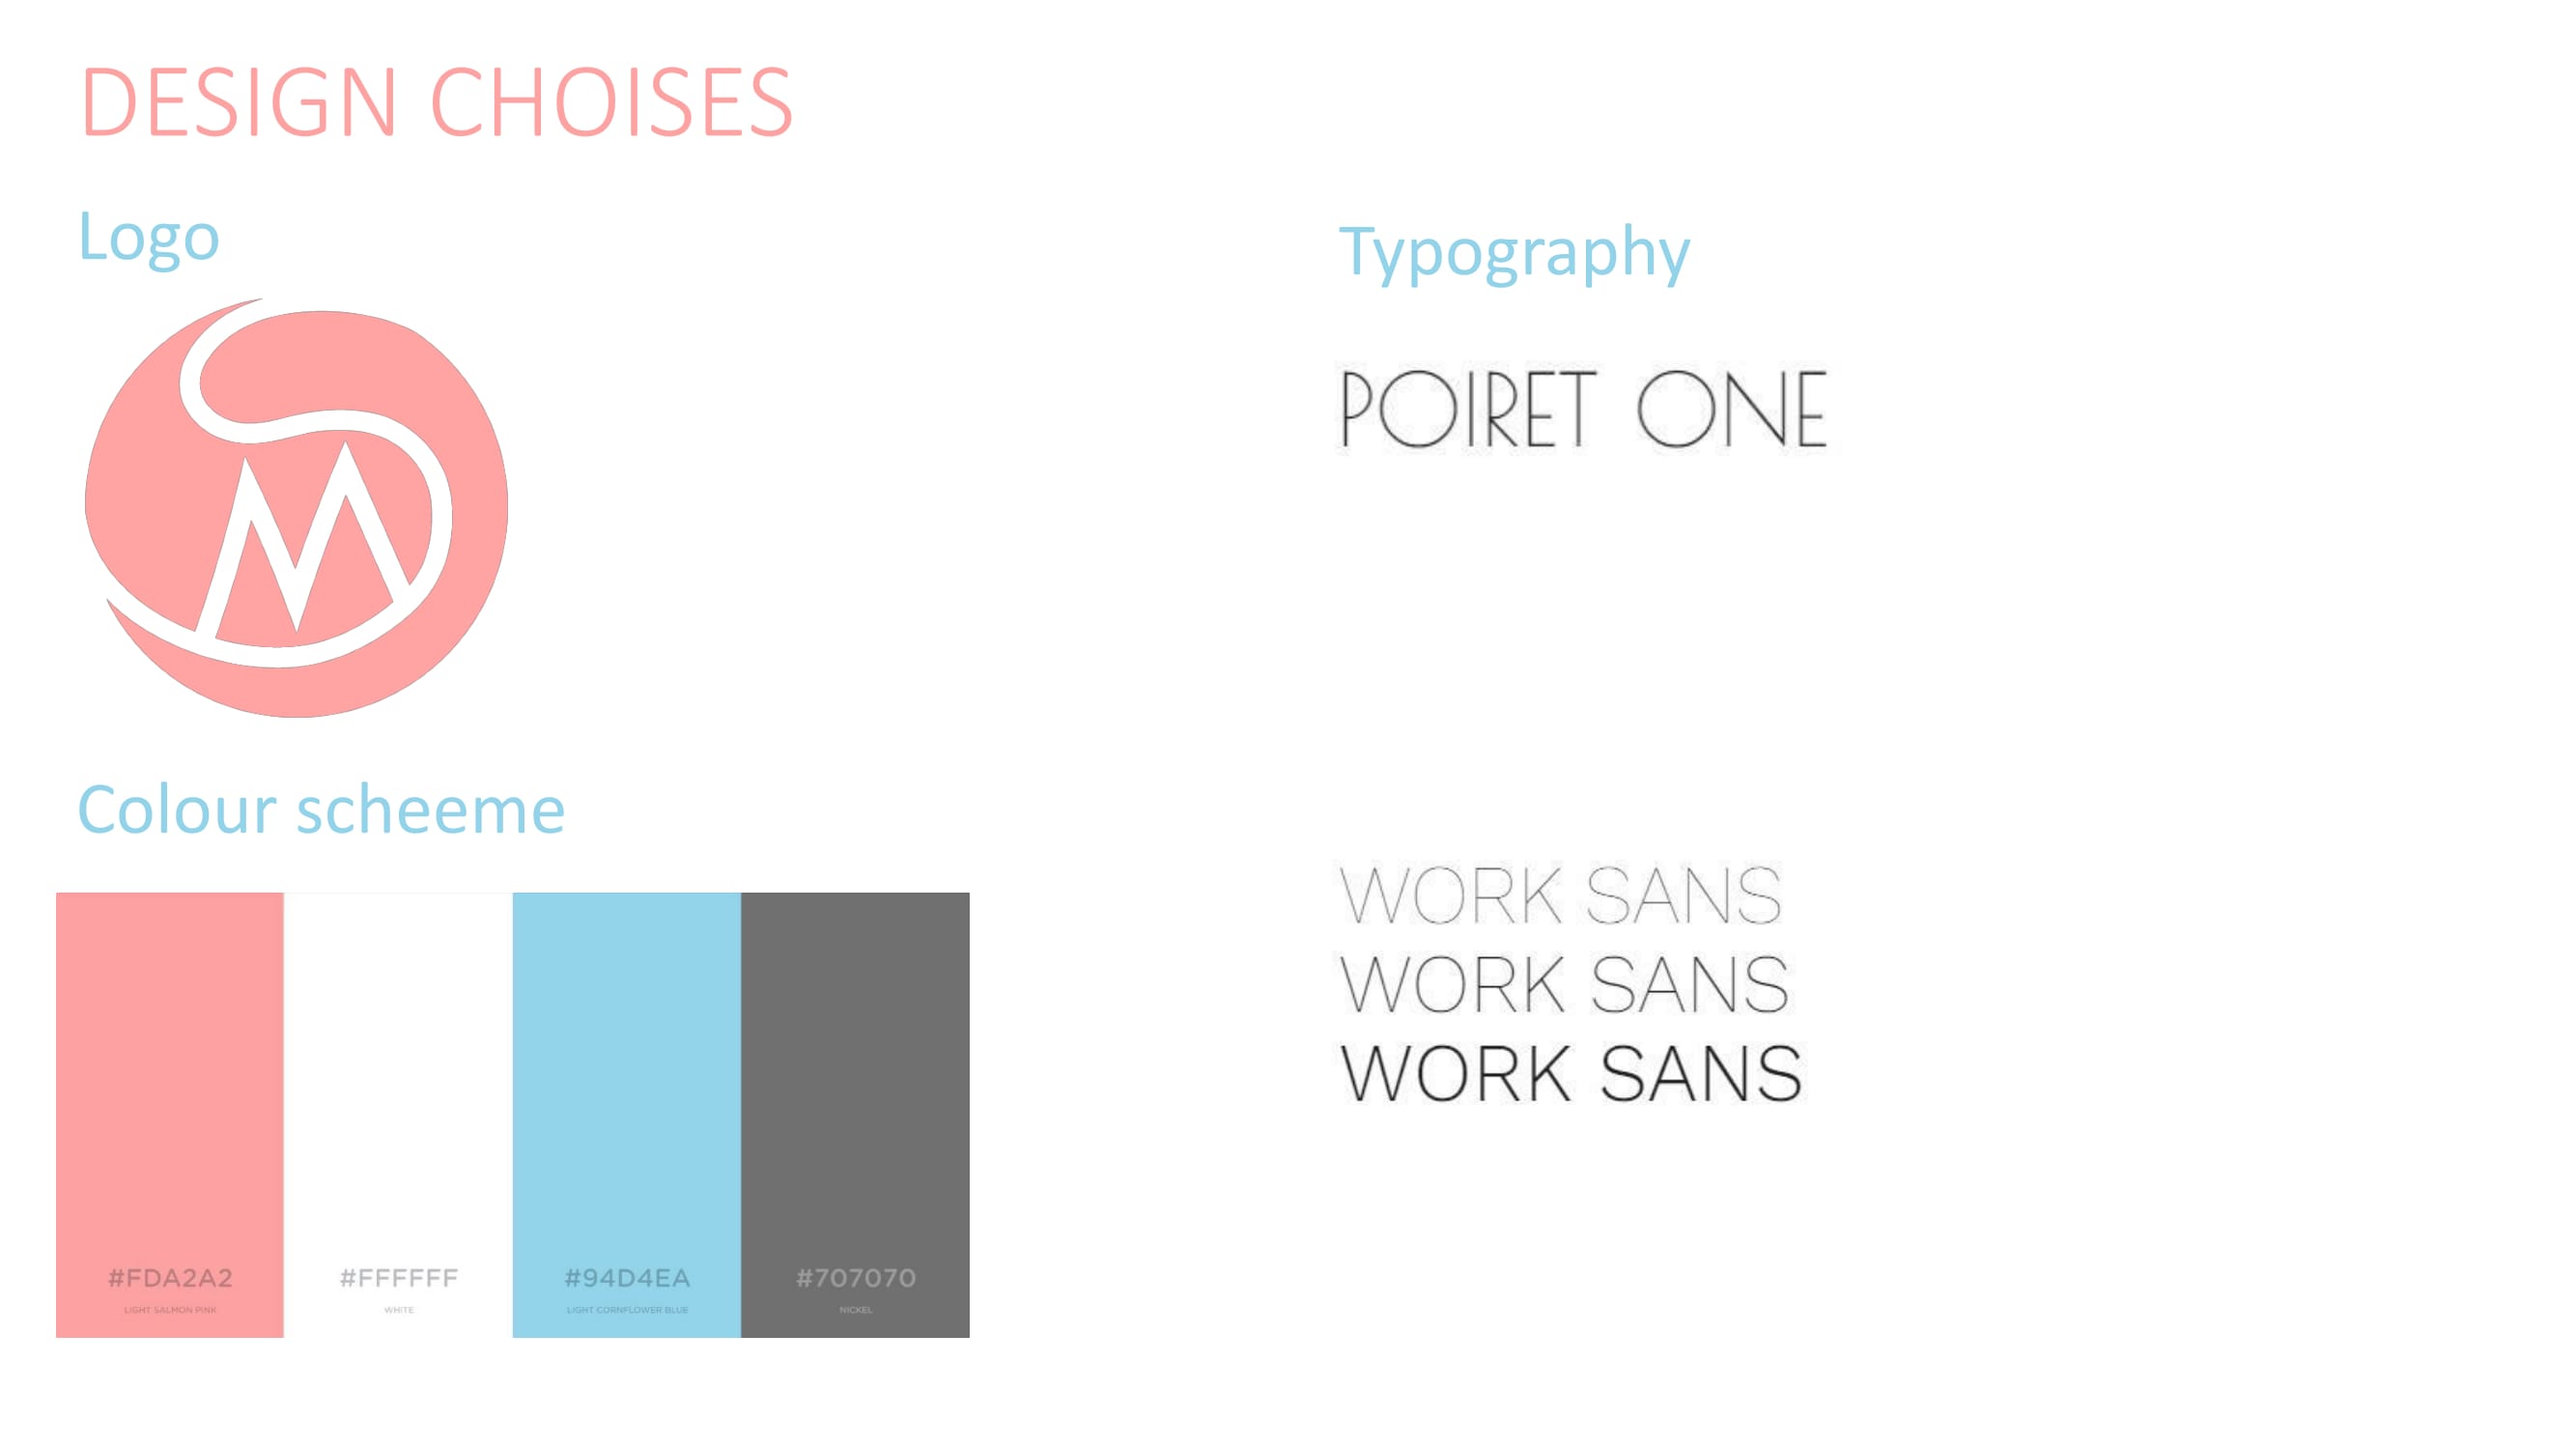 DESIGN CHOISES
Logo
M
Colour scheeme
#FDA2A2
LIGHT SALMON PINK
#FFFFFF
WHITE
#94D4EA
LIGHT CORNFLOWER BLUE
#707070
NICKEL
Typography
POIRET ONE
WORK SANS
WORK SANS
WORK SANS